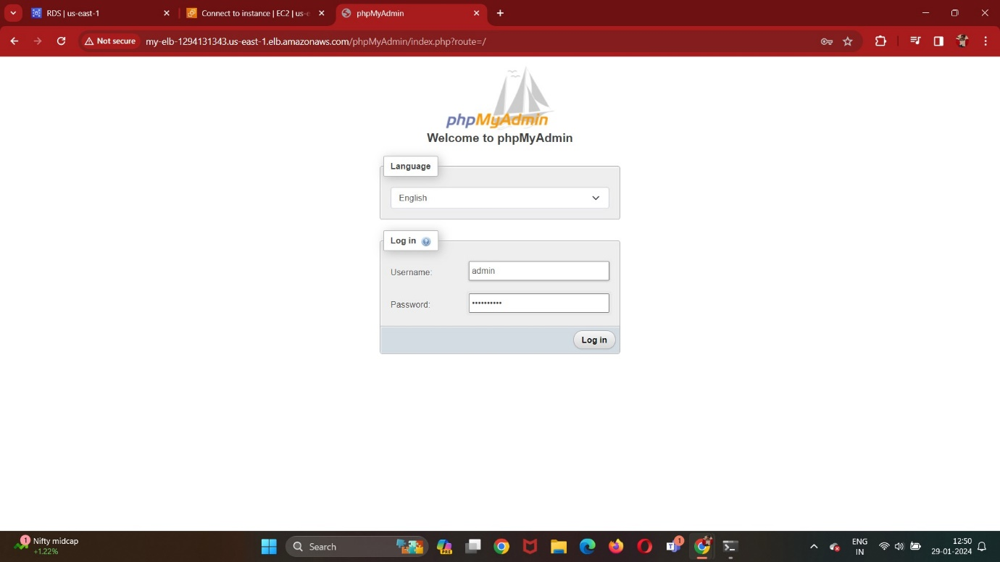 RDS | us-east-1
Connect to instance | EC2 | us-e
phpMyAdmin
Not secure
my-elb-1294131343.us-east-1.elb.amazonaws.com/phpMyAdmin/index.php?route=/
phpMyAdmin
Welcome to phpMyAdmin
Language
English
Log in
Username:
admin
Password:
••••••••••
Log in
1
Nifty midcap
+1.22%
Search
PRE
1
ENG
IN
12:50
29-01-2024